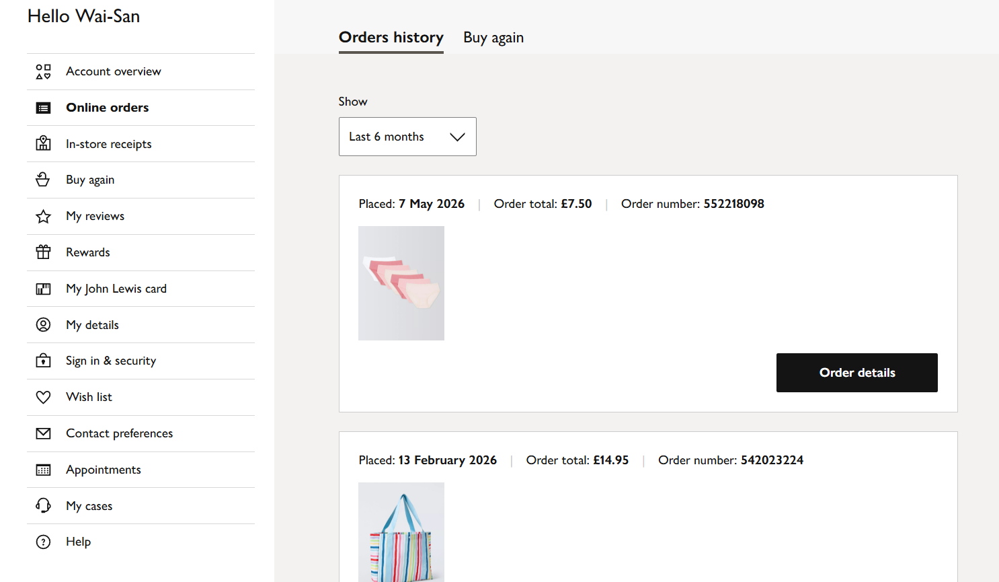 Hello Wai-San
Account overview
Online orders
In-store receipts
Buy again
My reviews
Rewards
My John Lewis card
My details
Sign in & security
Wish list
Contact preferences
Appointments
My cases
Help
Orders history Buy again
Show
Last 6 months
Placed: 7 May 2026 | Order total: £7.50 | Order number: 552218098
Order details
Placed: 13 February 2026 | Order total: £14.95 | Order number: 542023224